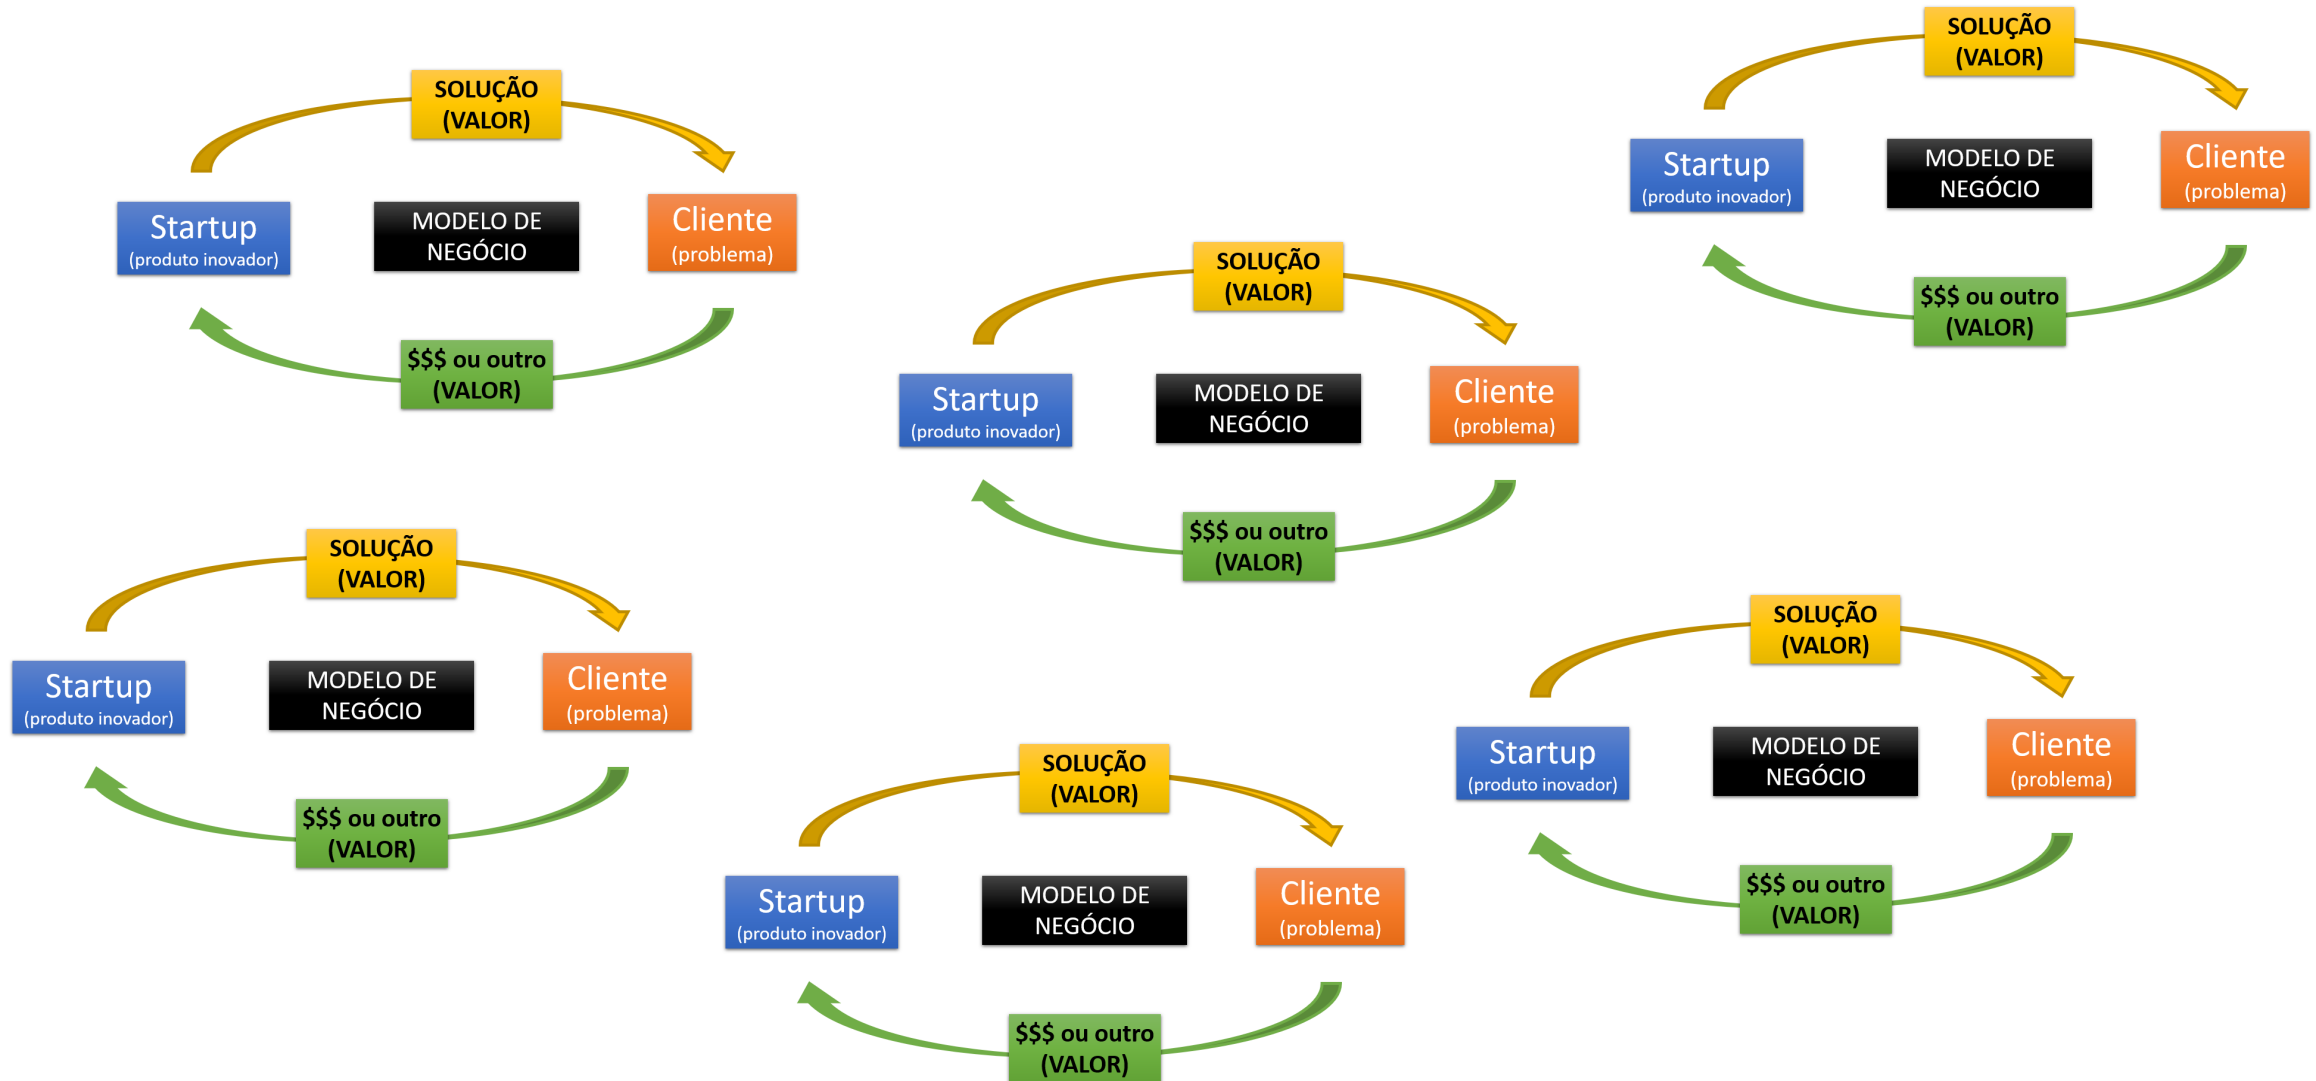 SOLUÇÃO
(VALOR)
Startup
(produto inovador)
MODELO DE
NEGÓCIO
Cliente
(problema)
$$$ ou outro
(VALOR)
SOLUÇÃO
(VALOR)
Startup
(produto inovador)
MODELO DE
NEGÓCIO
Cliente
(problema)
$$$ ou outro
(VALOR)
SOLUÇÃO
(VALOR)
Startup
(produto inovador)
MODELO DE
NEGÓCIO
Cliente
(problema)
$$$ ou outro
(VALOR)
SOLUÇÃO
(VALOR)
Startup
(produto inovador)
MODELO DE
NEGÓCIO
Cliente
(problema)
$$$ ou outro
(VALOR)
SOLUÇÃO
(VALOR)
Startup
(produto inovador)
MODELO DE
NEGÓCIO
Cliente
(problema)
$$$ ou outro
(VALOR)
SOLUÇÃO
(VALOR)
Startup
(produto inovador)
MODELO DE
NEGÓCIO
Cliente
(problema)
$$$ ou outro
(VALOR)